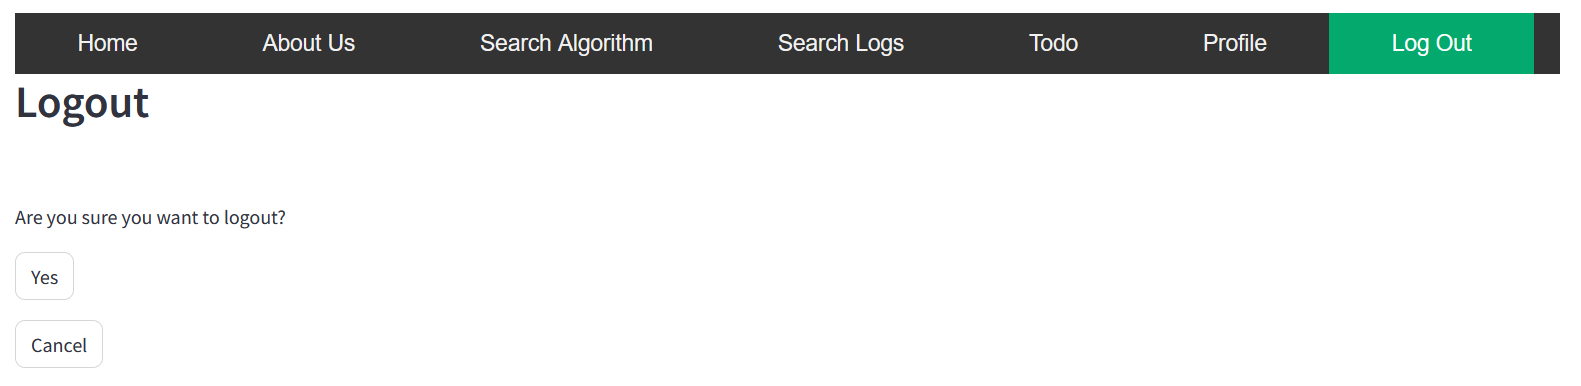 Home About Us Search Algorithm Search Logs Todo Profile Log Out
Logout
Are you sure you want to logout?
Yes
Cancel